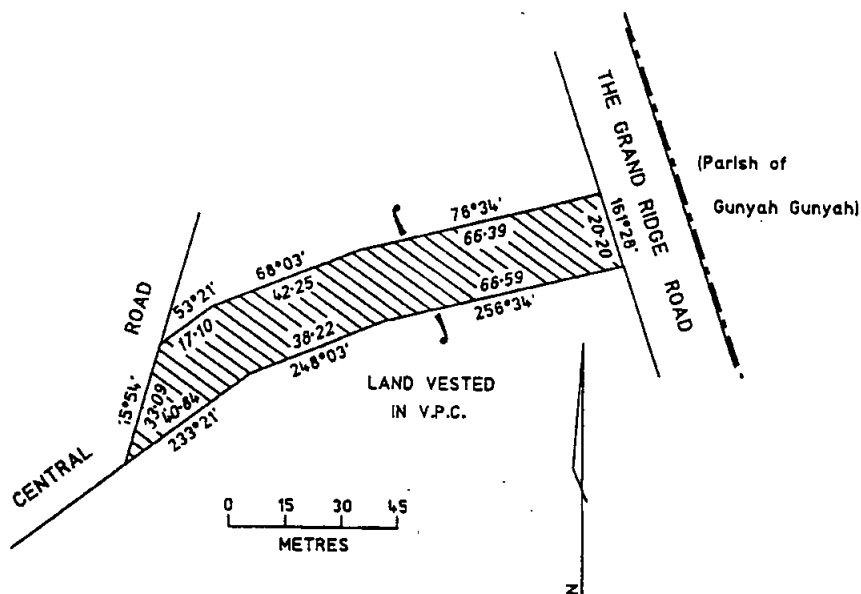 THE GRAND RIDGE ROAD
(Parish of
Gunyah Gunyah)
161°28'
20·20
76°34'
66·39
68°03'
42·25
53°21'
17·10
ROAD
15°54'
33·09
40·84
233°21'
38·22
248°03'
66·59
256°34'
LAND VESTED
IN V.P.C.
CENTRAL
0 15 30 45
METRES
N